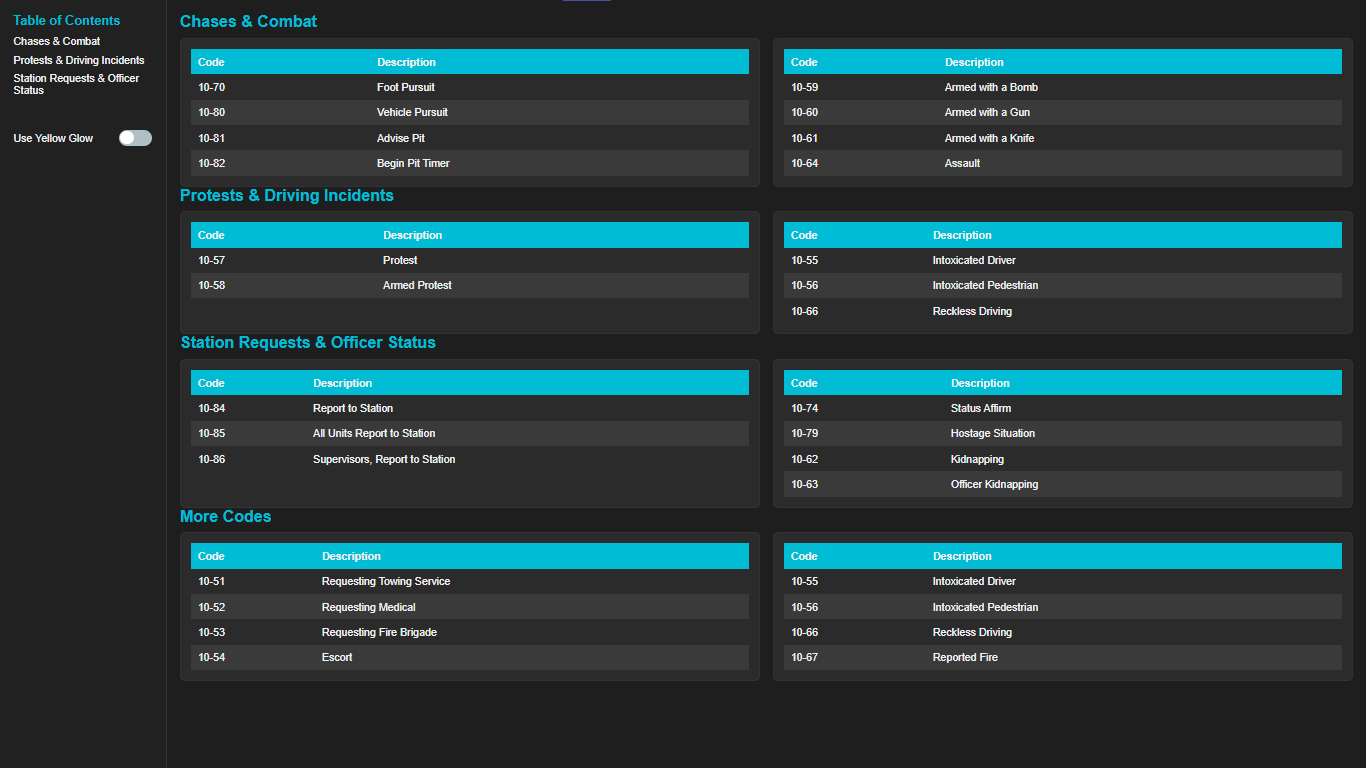 Table of Contents
Chases & Combat
Protests & Driving Incidents
Station Requests & Officer
Status
Use Yellow Glow
Chases & Combat
Code Description
10-70 Foot Pursuit
10-80 Vehicle Pursuit
10-81 Advise Pit
10-82 Begin Pit Timer
Code Description
10-59 Armed with a Bomb
10-60 Armed with a Gun
10-61 Armed with a Knife
10-64 Assault
Protests & Driving Incidents
Code Description
10-57 Protest
10-58 Armed Protest
Code Description
10-55 Intoxicated Driver
10-56 Intoxicated Pedestrian
10-66 Reckless Driving
Station Requests & Officer Status
Code Description
10-84 Report to Station
10-85 All Units Report to Station
10-86 Supervisors, Report to Station
Code Description
10-74 Status Affirm
10-79 Hostage Situation
10-62 Kidnapping
10-63 Officer Kidnapping
More Codes
Code Description
10-51 Requesting Towing Service
10-52 Requesting Medical
10-53 Requesting Fire Brigade
10-54 Escort
Code Description
10-55 Intoxicated Driver
10-56 Intoxicated Pedestrian
10-66 Reckless Driving
10-67 Reported Fire